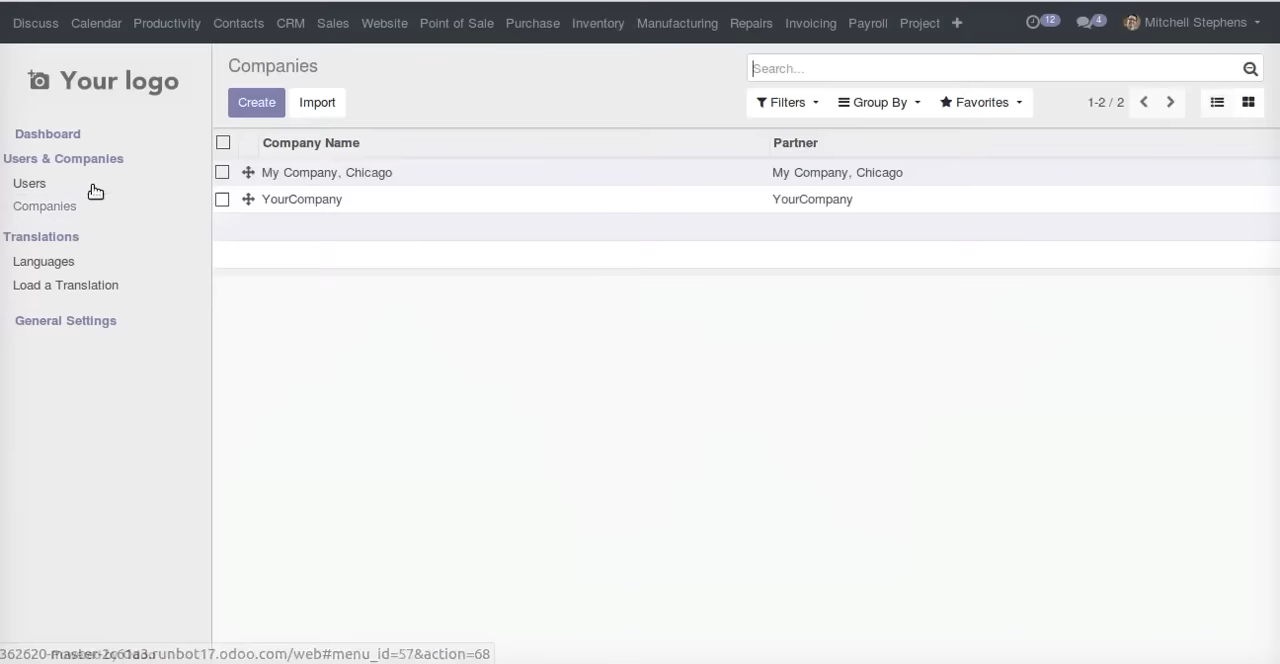 Discuss Calendar Productivity Contacts CRM Sales Website Point of Sale Purchase Inventory Manufacturing Repairs Invoicing Payroll Project 12 4 Mitchell Stephens
Your logo
Companies
Search...
Create Import
Filters Group By Favorites 1-2 / 2
Dashboard
Users & Companies
Users
Companies
Translations
Languages
Load a Translation
General Settings
Company Name Partner
My Company, Chicago My Company, Chicago
YourCompany YourCompany
runbot17.odoo.com/web#menu_id=57&action=68